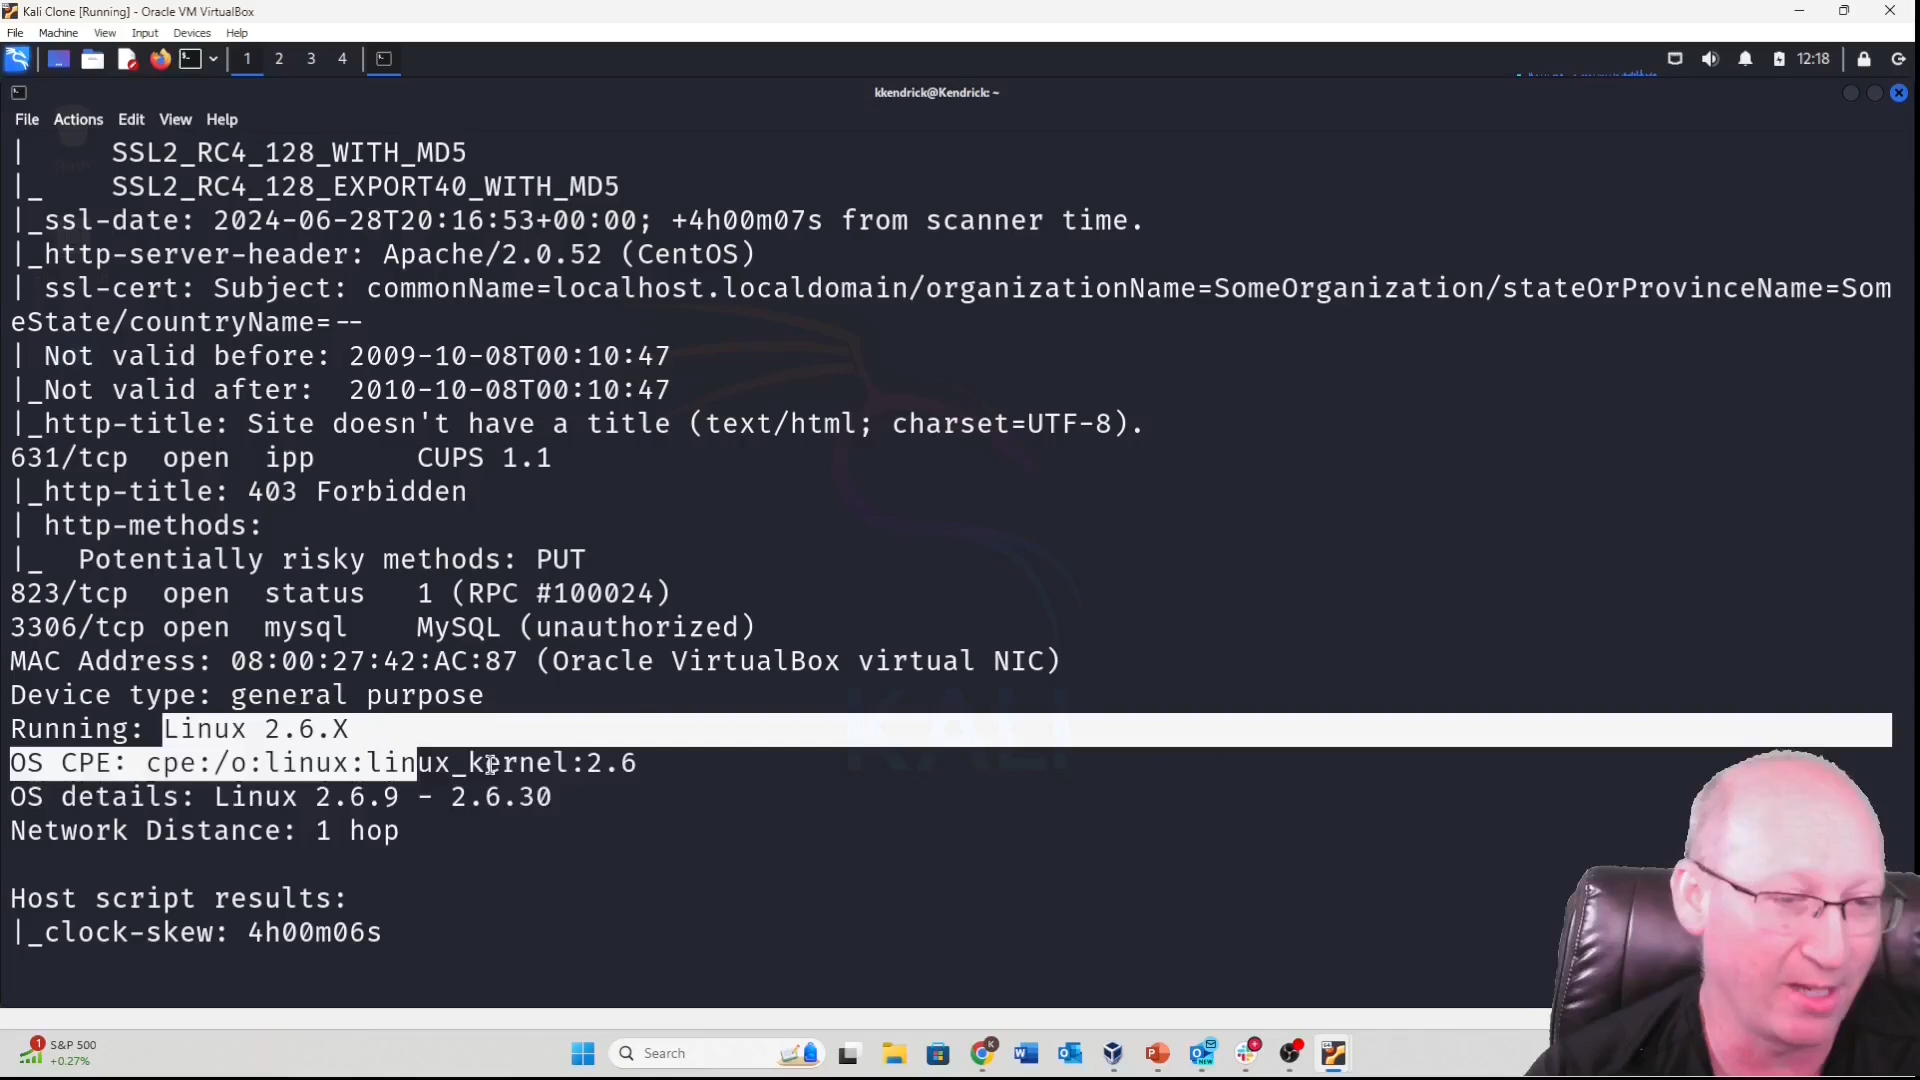 Kali Clone [Running] - Oracle VM VirtualBox
File Machine View Input Devices Help
1 2 3 4
12:18
kkendrick@Kendrick: ~
File Actions Edit View Help
|     SSL2_RC4_128_WITH_MD5
|_    SSL2_RC4_128_EXPORT40_WITH_MD5
|_ssl-date: 2024-06-28T20:16:53+00:00; +4h00m07s from scanner time.
|_http-server-header: Apache/2.0.52 (CentOS)
| ssl-cert: Subject: commonName=localhost.localdomain/organizationName=SomeOrganization/stateOrProvinceName=Som
eState/countryName=--
| Not valid before: 2009-10-08T00:10:47
|_Not valid after:  2010-10-08T00:10:47
|_http-title: Site doesn't have a title (text/html; charset=UTF-8).
631/tcp  open  ipp      CUPS 1.1
|_http-title: 403 Forbidden
| http-methods:
|_  Potentially risky methods: PUT
823/tcp  open  status   1 (RPC #100024)
3306/tcp open  mysql    MySQL (unauthorized)
MAC Address: 08:00:27:42:AC:87 (Oracle VirtualBox virtual NIC)
Device type: general purpose
Running: Linux 2.6.X
OS CPE: cpe:/o:linux:linux_kernel:2.6
OS details: Linux 2.6.9 - 2.6.30
Network Distance: 1 hop
Host script results:
|_clock-skew: 4h00m06s
KALI
1
S&P 500
+0.27%
Search
K
NEW